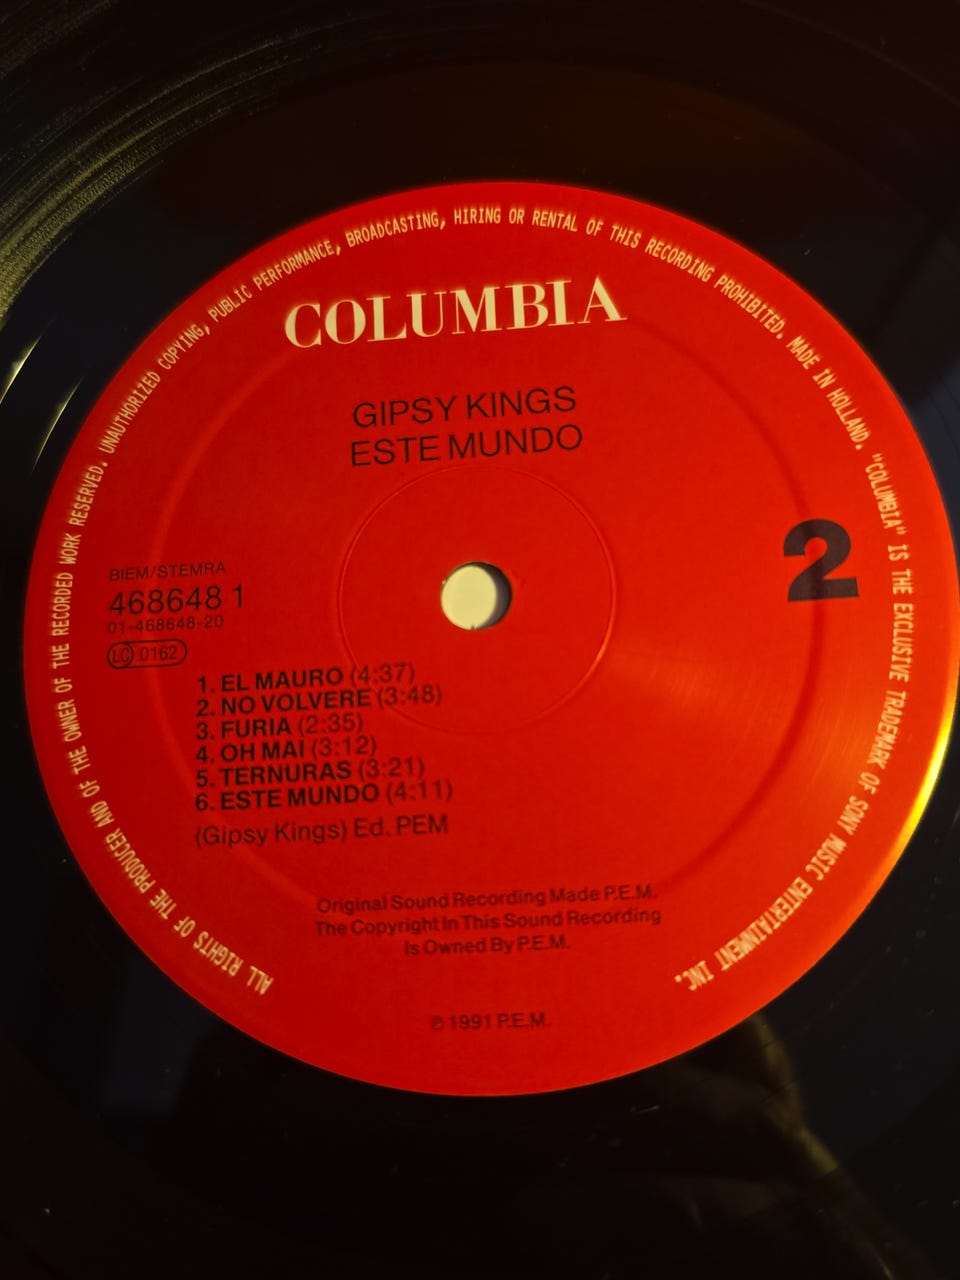 ALL RIGHTS OF THE PRODUCER AND OF THE OWNER OF THE RECORDED WORK RESERVED. UNAUTHORIZED COPYING, PUBLIC PERFORMANCE, BROADCASTING, HIRING OR RENTAL OF THIS RECORDING PROHIBITED. MADE IN HOLLAND. "COLUMBIA" IS THE EXCLUSIVE TRADEMARK OF SONY MUSIC ENTERTAINMENT INC.
COLUMBIA
GIPSY KINGS
ESTE MUNDO
2
BIEM/STEMRA
468648 1
01-468648-20
LC 0162
1. EL MAURO (4:37)
2. NO VOLVERE (3:48)
3. FURIA (2:35)
4. OH MAI (3:12)
5. TERNURAS (3:21)
6. ESTE MUNDO (4:11)
(Gipsy Kings) Ed. PEM
Original Sound Recording Made P.E.M.
The Copyright In This Sound Recording
Is Owned By P.E.M.
℗ 1991 P.E.M.